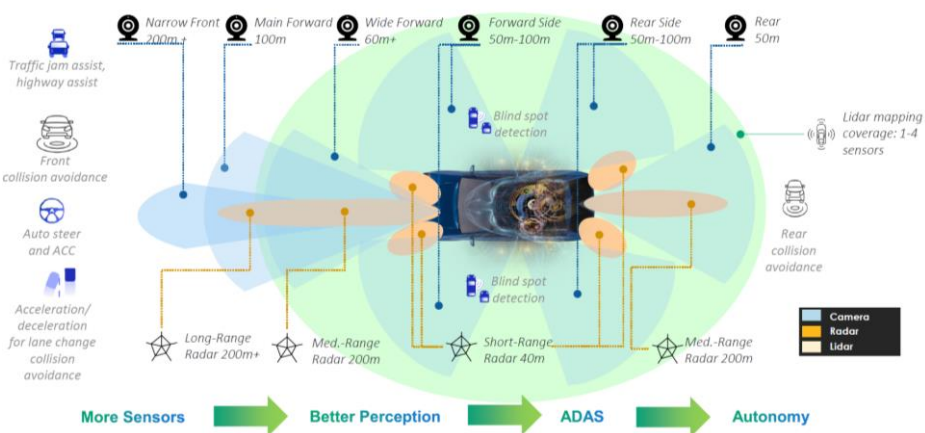 Narrow Front
200m +
Main Forward
100m
Wide Forward
60m+
Forward Side
50m-100m
Rear Side
50m-100m
Rear
50m
Traffic jam assist,
highway assist
Blind spot
detection
Lidar mapping
coverage: 1-4
sensors
Front
collision avoidance
Auto steer
and ACC
Rear
collision
avoidance
Acceleration/
deceleration
for lane change
collision
avoidance
Blind spot
detection
Long-Range
Radar 200m+
Med.-Range
Radar 200m
Short-Range
Radar 40m
Med.-Range
Radar 200m
Camera
Radar
Lidar
More Sensors
Better Perception
ADAS
Autonomy